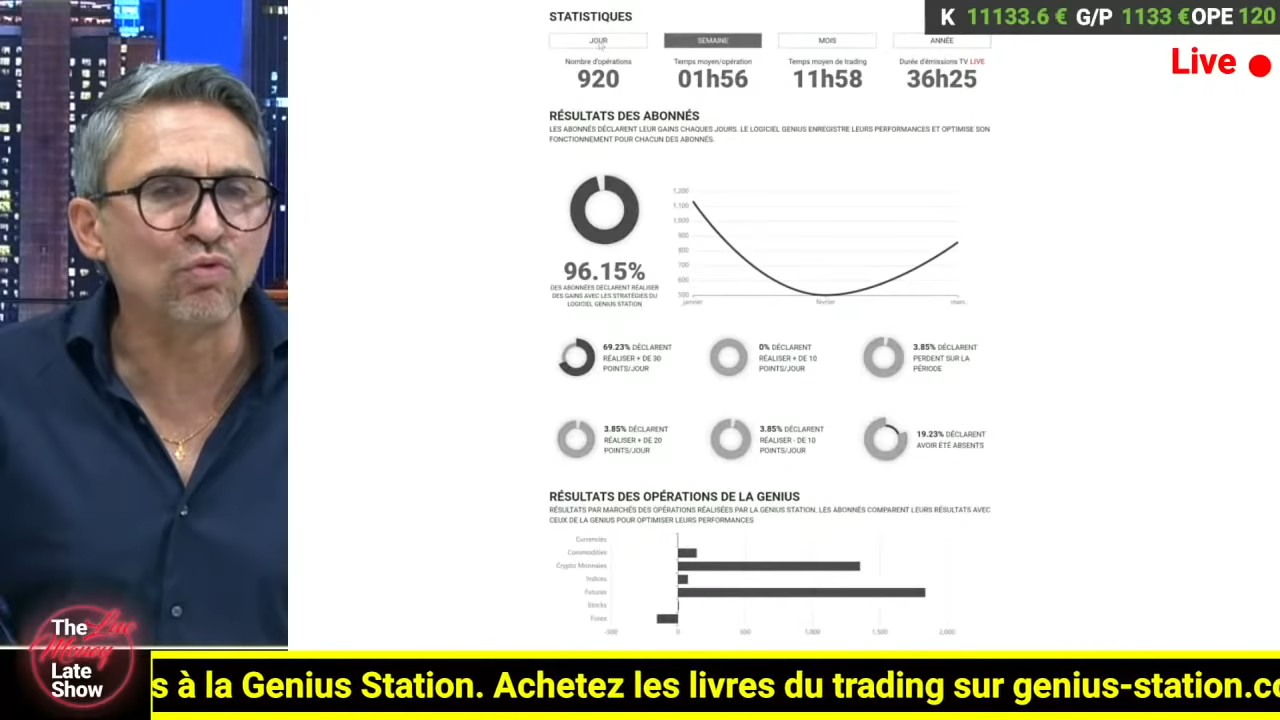 K 11133.6 € G/P 1133 € OPE 120
Live
STATISTIQUES
JOUR SEMAINE MOIS ANNÉE
Nombre d'opérations Temps moyen/opération Temps moyen de trading Durée d'émissions TV LIVE
920 01h56 11h58 36h25
RÉSULTATS DES ABONNÉS
LES ABONNÉS DÉCLARENT LEUR GAINS CHAQUES JOURS. LE LOGICIEL GENIUS ENREGISTRE LEURS PERFORMANCES ET OPTIMISE SON
FONCTIONNEMENT POUR CHACUN DES ABONNÉS.
1,200
1,100
1,000
900
800
700
600
500
janvier février mars
96.15%
DES ABONNÉES DÉCLARENT RÉALISER
DES GAINS AVEC LES STRATÉGIES DU
LOGICIEL GENIUS STATION
69.23% DÉCLARENT
RÉALISER + DE 30
POINTS/JOUR
0% DÉCLARENT
RÉALISER + DE 10
POINTS/JOUR
3.85% DÉCLARENT
PERDENT SUR LA
PÉRIODE
3.85% DÉCLARENT
RÉALISER + DE 20
POINTS/JOUR
3.85% DÉCLARENT
RÉALISER - DE 10
POINTS/JOUR
19.23% DÉCLARENT
AVOIR ÉTÉ ABSENTS
RÉSULTATS DES OPÉRATIONS DE LA GENIUS
RÉSULTATS PAR MARCHÉS DES OPÉRATIONS RÉALISÉES PAR LA GENIUS STATION, LES ABONNÉS COMPARENT LEURS RÉSULTATS AVEC
CEUX DE LA GENIUS POUR OPTIMISER LEURS PERFORMANCES
Currencies
Commodities
Crypto Monnaies
Indices
Futures
Stocks
Forex
-500 0 500 1,000 1,500 2,000
The Luc
Money
Late
Show
s à la Genius Station. Achetez les livres du trading sur genius-station.co